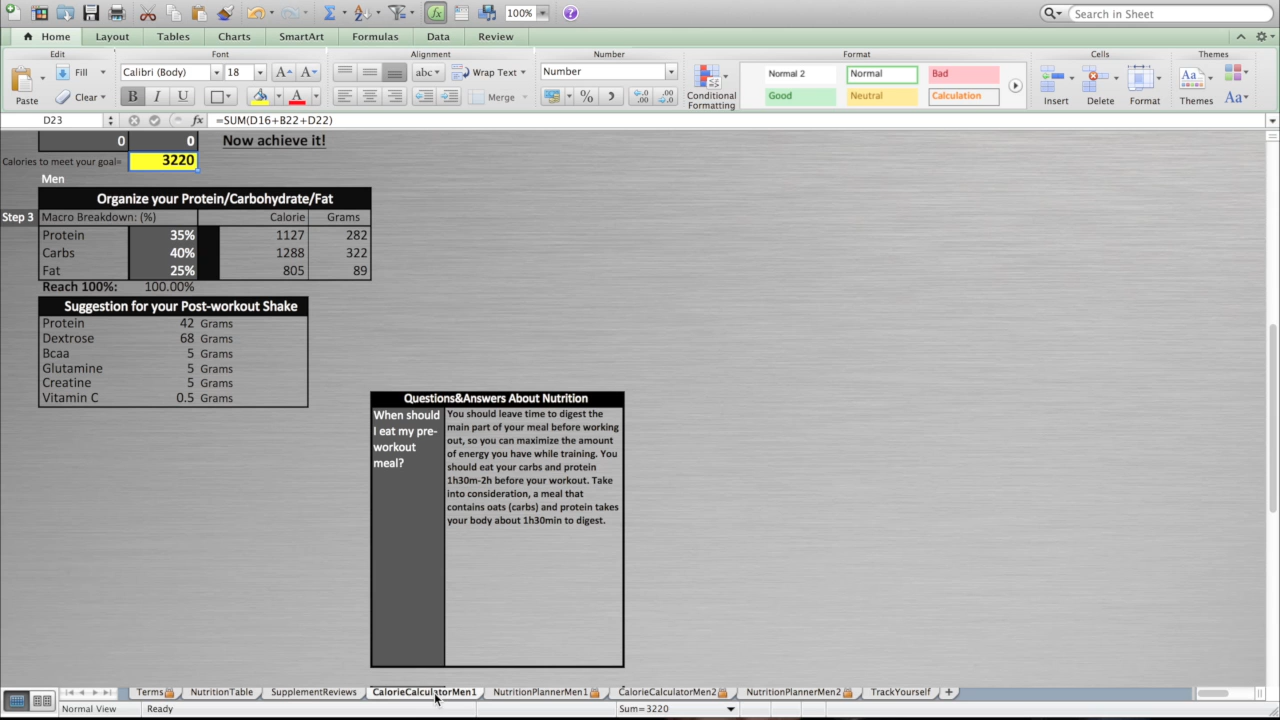 100%
Search in Sheet
Home Layout Tables Charts SmartArt Formulas Data Review
Edit Font Alignment Number Format Cells Themes
Paste Fill Clear
Calibri (Body) 18 A A
B I U A
abc Wrap Text
Merge
Number
%
Conditional Formatting
Normal 2 Normal Bad
Good Neutral Calculation
Insert Delete Format Themes Aa
D23 fx =SUM(D16+B22+D22)
0 0 Now achieve it!
Calories to meet your goal= 3220
Men
Organize your Protein/Carbohydrate/Fat
Step 3 Macro Breakdown: (%) Calorie Grams
Protein 35% 1127 282
Carbs 40% 1288 322
Fat 25% 805 89
Reach 100%: 100.00%
Suggestion for your Post-workout Shake
Protein 42 Grams
Dextrose 68 Grams
Bcaa 5 Grams
Glutamine 5 Grams
Creatine 5 Grams
Vitamin C 0.5 Grams
Questions&Answers About Nutrition
When should
I eat my pre-
workout
meal?
You should leave time to digest the
main part of your meal before working
out, so you can maximize the amount
of energy you have while training. You
should eat your carbs and protein
1h30m-2h before your workout. Take
into consideration, a meal that
contains oats (carbs) and protein takes
your body about 1h30min to digest.
Terms NutritionTable SupplementReviews CalorieCalculatorMen1 NutritionPlannerMen1 CalorieCalculatorMen2 NutritionPlannerMen2 TrackYourself +
Normal View Ready Sum=3220